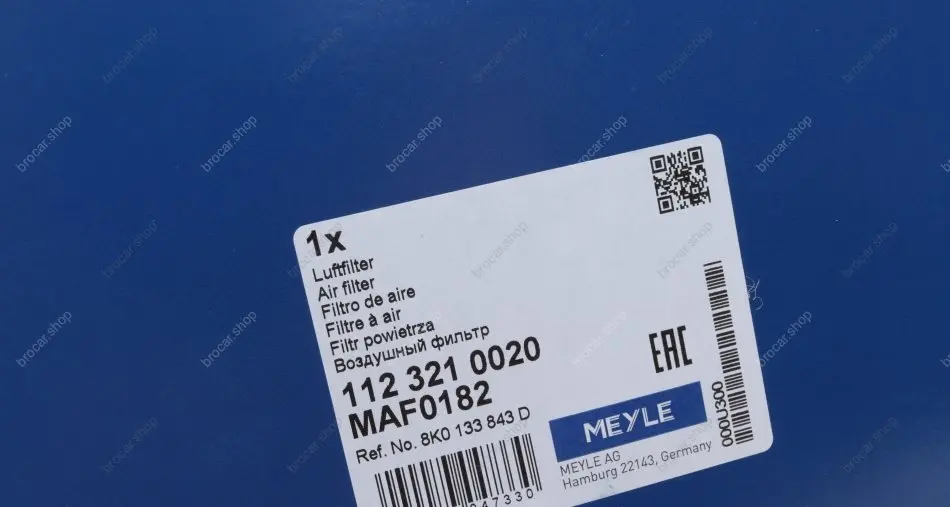 1x
Luftfilter
Air filter
Filtro de aire
Filtre à air
Filtr powietrza
Воздушный фильтр
112 321 0020
MAF0182
Ref. No. 8K0 133 843 D
EAC
MEYLE
MEYLE AG
Hamburg 22143, Germany
000U300
47330
brocar.shop